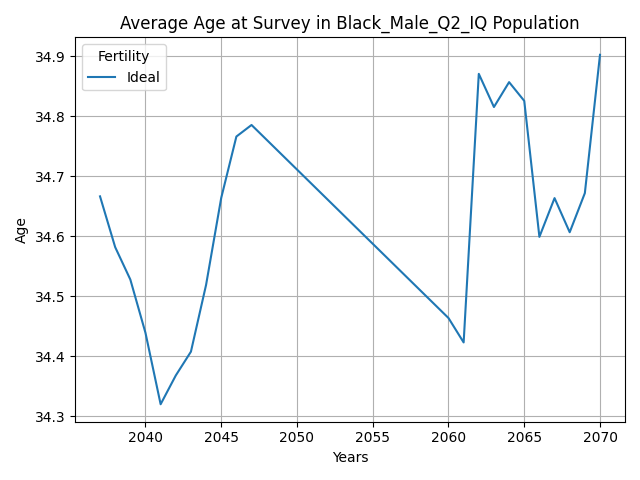 Average Age at Survey in Black_Male_Q2_IQ Population
Fertility
Ideal
34.9
34.8
34.7
34.6
34.5
34.4
34.3
Age
2040 2045 2050 2055 2060 2065 2070
Years